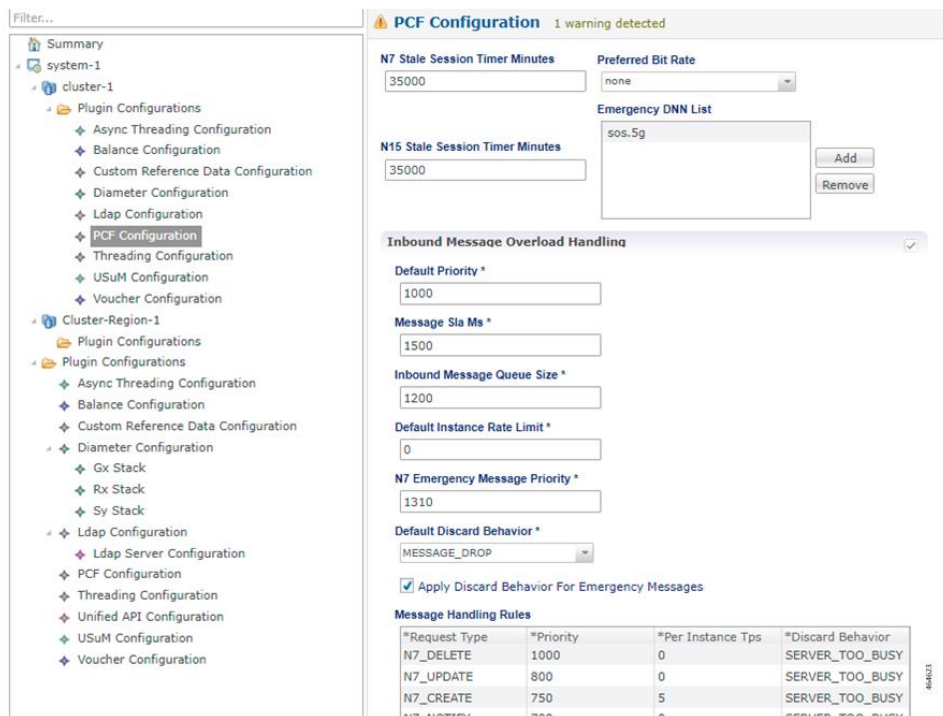 Filter...
Summary
system-1
cluster-1
Plugin Configurations
Async Threading Configuration
Balance Configuration
Custom Reference Data Configuration
Diameter Configuration
Ldap Configuration
PCF Configuration
Threading Configuration
USuM Configuration
Voucher Configuration
Cluster-Region-1
Plugin Configurations
Plugin Configurations
Async Threading Configuration
Balance Configuration
Custom Reference Data Configuration
Diameter Configuration
Gx Stack
Rx Stack
Sy Stack
Ldap Configuration
Ldap Server Configuration
PCF Configuration
Threading Configuration
Unified API Configuration
USuM Configuration
Voucher Configuration
PCF Configuration 1 warning detected
N7 Stale Session Timer Minutes Preferred Bit Rate
35000 none
Emergency DNN List
sos.5g
N15 Stale Session Timer Minutes
35000
Add
Remove
Inbound Message Overload Handling
Default Priority *
1000
Message Sla Ms *
1500
Inbound Message Queue Size *
1200
Default Instance Rate Limit *
0
N7 Emergency Message Priority *
1310
Default Discard Behavior *
MESSAGE_DROP
Apply Discard Behavior For Emergency Messages
Message Handling Rules
*Request Type *Priority *Per Instance Tps *Discard Behavior
N7_DELETE 1000 0 SERVER_TOO_BUSY
N7_UPDATE 800 0 SERVER_TOO_BUSY
N7_CREATE 750 5 SERVER_TOO_BUSY
N7_NOTIFY 700 0 SERVER_TOO_BUSY
464623